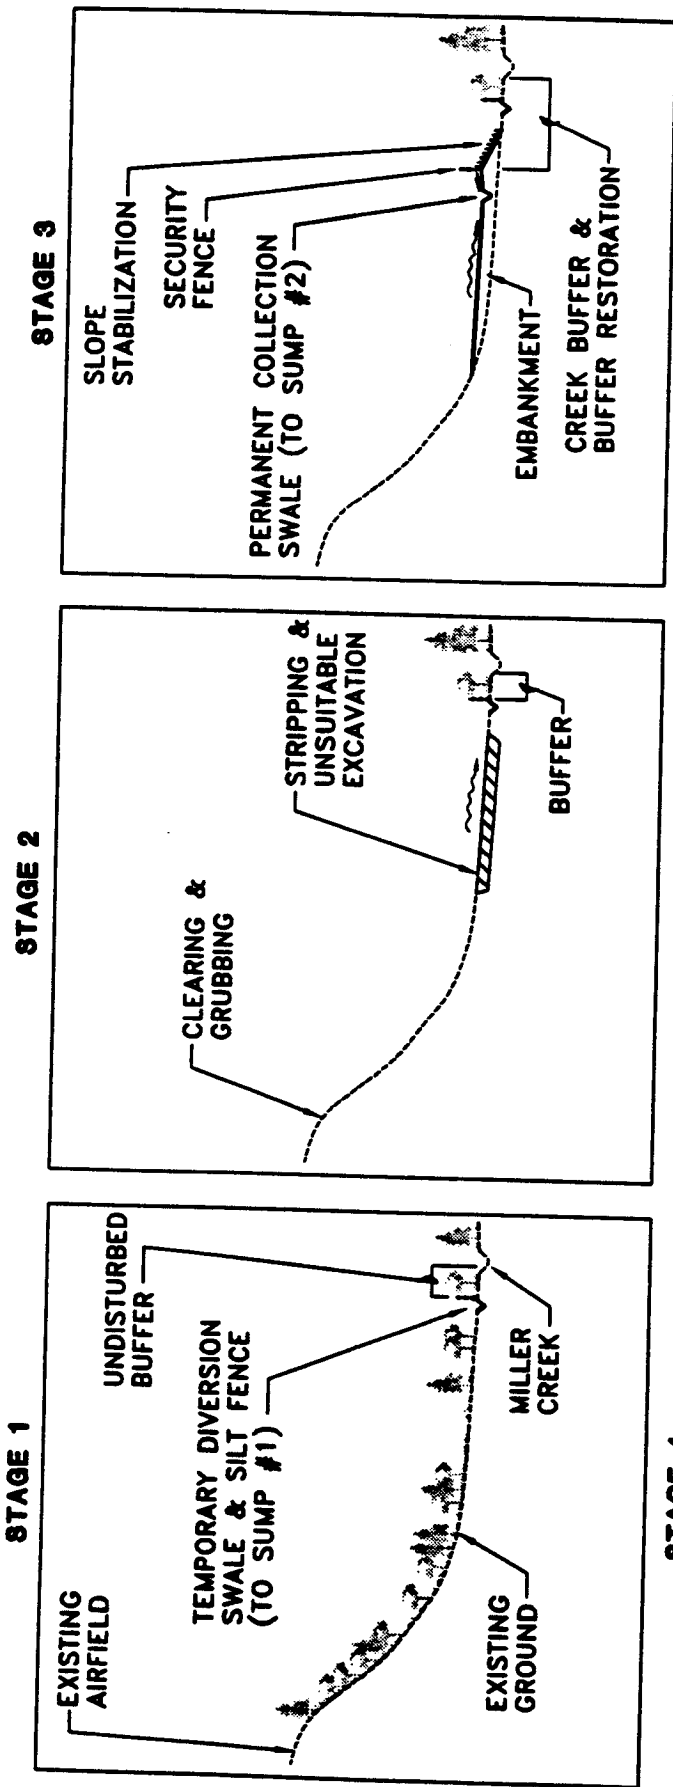 STAGE 1
EXISTING
AIRFIELD
UNDISTURBED
BUFFER
TEMPORARY DIVERSION
SWALE & SILT FENCE
(TO SUMP #1)
EXISTING
GROUND
MILLER
CREEK
STAGE 2
CLEARING &
GRUBBING
STRIPPING &
UNSUITABLE
EXCAVATION
BUFFER
STAGE 3
SLOPE
STABILIZATION
SECURITY
FENCE
PERMANENT COLLECTION
SWALE (TO SUMP #2)
EMBANKMENT
CREEK BUFFER &
BUFFER RESTORATION